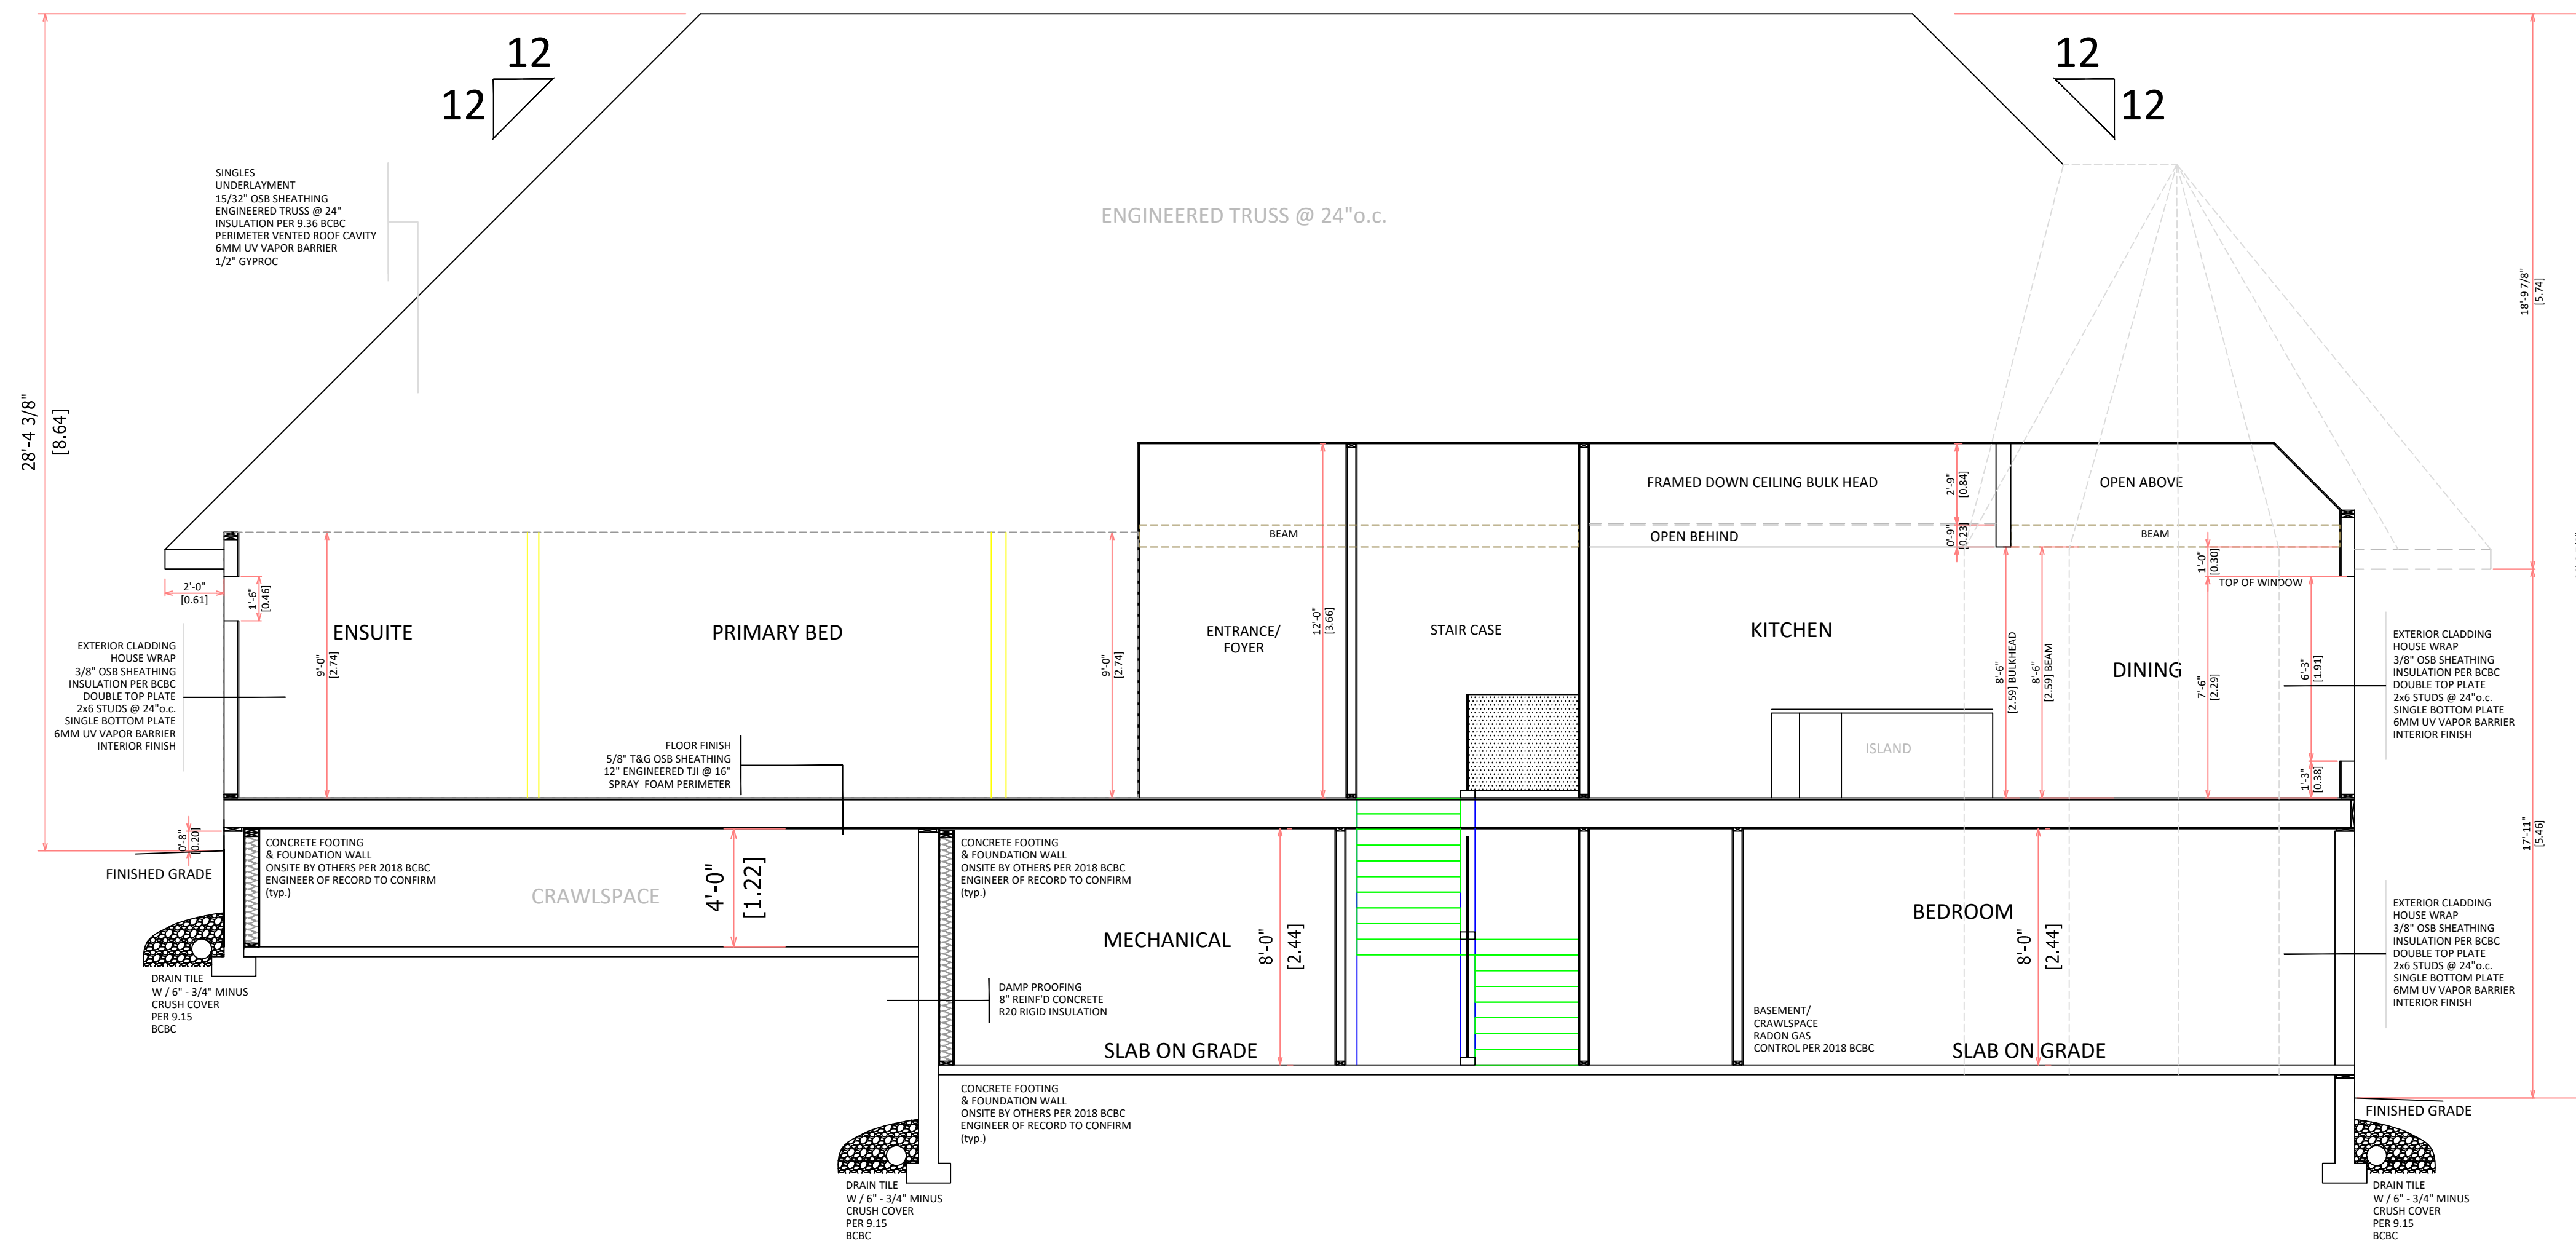 12
12
12
12
SINGLES
UNDERLAYMENT
15/32" OSB SHEATHING
ENGINEERED TRUSS @ 24"
INSULATION PER 9.36 BCBC
PERIMETER VENTED ROOF CAVITY
6MM UV VAPOR BARRIER
1/2" GYPROC
ENGINEERED TRUSS @ 24"o.c.
18'-9 7/8"
[5.74]
28'-4 3/8"
[8.64]
FRAMED DOWN CEILING BULK HEAD
2'-9"
[0.84]
OPEN ABOVE
BEAM
OPEN BEHIND
0'-9"
[0.23]
BEAM
1'-0"
[0.30]
TOP OF WINDOW
2'-0"
[0.61]
1'-6"
[0.46]
ENSUITE
9'-0"
[2.74]
PRIMARY BED
9'-0"
[2.74]
ENTRANCE/
FOYER
12'-0"
[3.66]
STAIR CASE
KITCHEN
8'-6"
[2.59] BULKHEAD
8'-6"
[2.59] BEAM
DINING
7'-6"
[2.29]
6'-3"
[1.91]
1'-3"
[0.38]
ISLAND
EXTERIOR CLADDING
HOUSE WRAP
3/8" OSB SHEATHING
INSULATION PER BCBC
DOUBLE TOP PLATE
2x6 STUDS @ 24"o.c.
SINGLE BOTTOM PLATE
6MM UV VAPOR BARRIER
INTERIOR FINISH
FLOOR FINISH
5/8" T&G OSB SHEATHING
12" ENGINEERED TJI @ 16"
SPRAY FOAM PERIMETER
EXTERIOR CLADDING
HOUSE WRAP
3/8" OSB SHEATHING
INSULATION PER BCBC
DOUBLE TOP PLATE
2x6 STUDS @ 24"o.c.
SINGLE BOTTOM PLATE
6MM UV VAPOR BARRIER
INTERIOR FINISH
0'-8"
[0.20]
FINISHED GRADE
CONCRETE FOOTING
& FOUNDATION WALL
ONSITE BY OTHERS PER 2018 BCBC
ENGINEER OF RECORD TO CONFIRM
(typ.)
CRAWLSPACE
4'-0"
[1.22]
CONCRETE FOOTING
& FOUNDATION WALL
ONSITE BY OTHERS PER 2018 BCBC
ENGINEER OF RECORD TO CONFIRM
(typ.)
MECHANICAL
8'-0"
[2.44]
BEDROOM
8'-0"
[2.44]
17'-11"
[5.46]
EXTERIOR CLADDING
HOUSE WRAP
3/8" OSB SHEATHING
INSULATION PER BCBC
DOUBLE TOP PLATE
2x6 STUDS @ 24"o.c.
SINGLE BOTTOM PLATE
6MM UV VAPOR BARRIER
INTERIOR FINISH
DRAIN TILE
W / 6" - 3/4" MINUS
CRUSH COVER
PER 9.15
BCBC
DAMP PROOFING
8" REINF'D CONCRETE
R20 RIGID INSULATION
SLAB ON GRADE
BASEMENT/
CRAWLSPACE
RADON GAS
CONTROL PER 2018 BCBC
SLAB ON GRADE
CONCRETE FOOTING
& FOUNDATION WALL
ONSITE BY OTHERS PER 2018 BCBC
ENGINEER OF RECORD TO CONFIRM
(typ.)
FINISHED GRADE
DRAIN TILE
W / 6" - 3/4" MINUS
CRUSH COVER
PER 9.15
BCBC
DRAIN TILE
W / 6" - 3/4" MINUS
CRUSH COVER
PER 9.15
BCBC